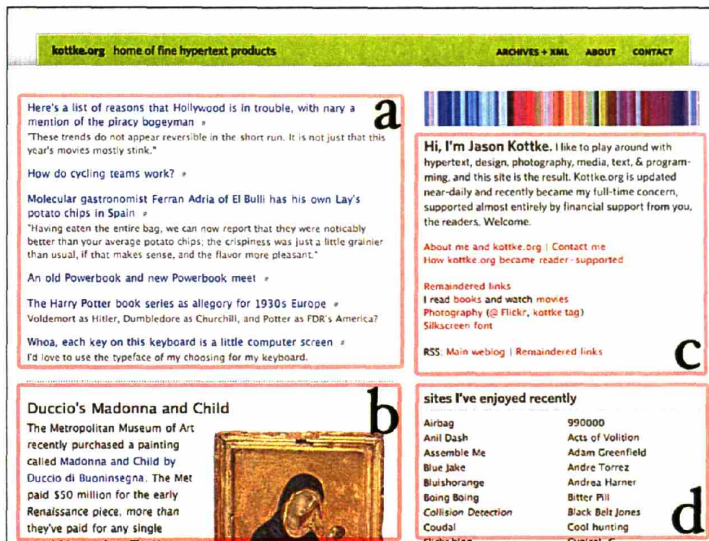 kottke.org home of fine hypertext products
ARCHIVES + XML ABOUT CONTACT
a
Here's a list of reasons that Hollywood is in trouble, with nary a
mention of the piracy bogeyman #
"These trends do not appear reversible in the short run. It is not just that this
year's movies mostly stink."
How do cycling teams work? #
Molecular gastronomist Ferran Adria of El Bulli has his own Lay's
potato chips in Spain #
"Having eaten the entire bag, we can now report that they were noticably
better than your average potato chips; the crispiness was just a little grainier
than usual, if that makes sense, and the flavor more pleasant."
An old Powerbook and new Powerbook meet #
The Harry Potter book series as allegory for 1930s Europe #
Voldemort as Hitler, Dumbledore as Churchill, and Potter as FDR's America?
Whoa, each key on this keyboard is a little computer screen #
I'd love to use the typeface of my choosing for my keyboard.
b
Duccio's Madonna and Child
The Metropolitan Museum of Art
recently purchased a painting
called Madonna and Child by
Duccio di Buoninsegna. The Met
paid $50 million for the early
Renaissance piece, more than
they've paid for any single
Hi, I'm Jason Kottke. I like to play around with
hypertext, design, photography, media, text, & program-
ming, and this site is the result. Kottke.org is updated
near-daily and recently became my full-time concern,
supported almost entirely by financial support from you,
the readers. Welcome.
About me and kottke.org | Contact me
How kottke.org became reader-supported
Remaindered links
I read books and watch movies
Photography (@ Flickr, kottke tag)
Silkscreen font
RSS: Main weblog | Remaindered links
c
sites I've enjoyed recently
Airbag 990000
Anil Dash Acts of Volition
Assemble Me Adam Greenfield
Blue Jake Andre Torrez
Bluishorange Andrea Harner
Boing Boing Bitter Pill
Collision Detection Black Belt Jones
Coudal Cool hunting
d